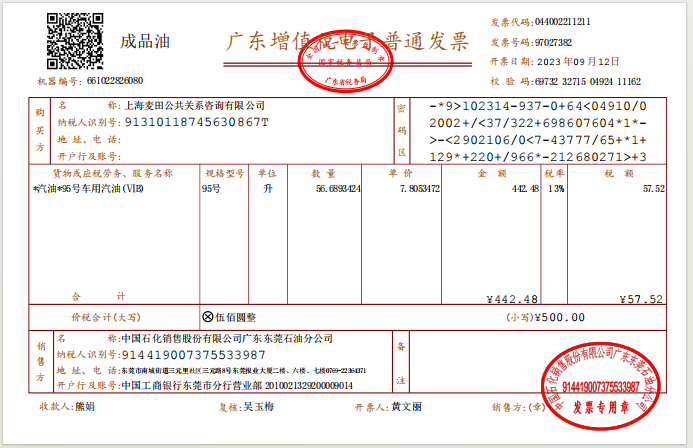 成品油
广东增值税电子普通发票
全国统一发票监制章
国家税务总局
广东省税务局
发票代码:044002211211
发票号码:97027382
开票日期:2023年09月12日
校 验 码:69732 32715 04924 11162
机器编号:661022826080
购买方
名 称:上海麦田公共关系咨询有限公司
纳税人识别号:91310118745630867T
地 址、电 话:
开户行及账号:
密码区
-*9>102314-937-0+64<04910/0
2002+/<37/322+698607604*1*-
>-<2902106/0<7-43777/65+*1+
129*+220+/966*-212680271>+3
货物或应税劳务、服务名称 规格型号 单位 数 量 单 价 金 额 税率 税 额
*汽油*95号车用汽油(VIB) 95号 升 56.6893424 7.8053472 442.48 13% 57.52
合 计 ¥442.48 ¥57.52
价税合计(大写) ⊗伍佰圆整 (小写)¥500.00
销售方
名 称:中国石化销售股份有限公司广东东莞石油分公司
纳税人识别号:914419007375533987
地 址、电 话:东莞市南城街道三元里社区三元路8号东莞报业大厦二楼、六楼、七楼0769-22364371
开户行及账号:中国工商银行东莞市分行营业部 2010021329200009014
备注
中国石化销售股份有限公司广东东莞石油分公司
914419007375533987
发票专用章
收款人:熊娟 复核:吴玉梅 开票人:黄文丽 销售方:(章)